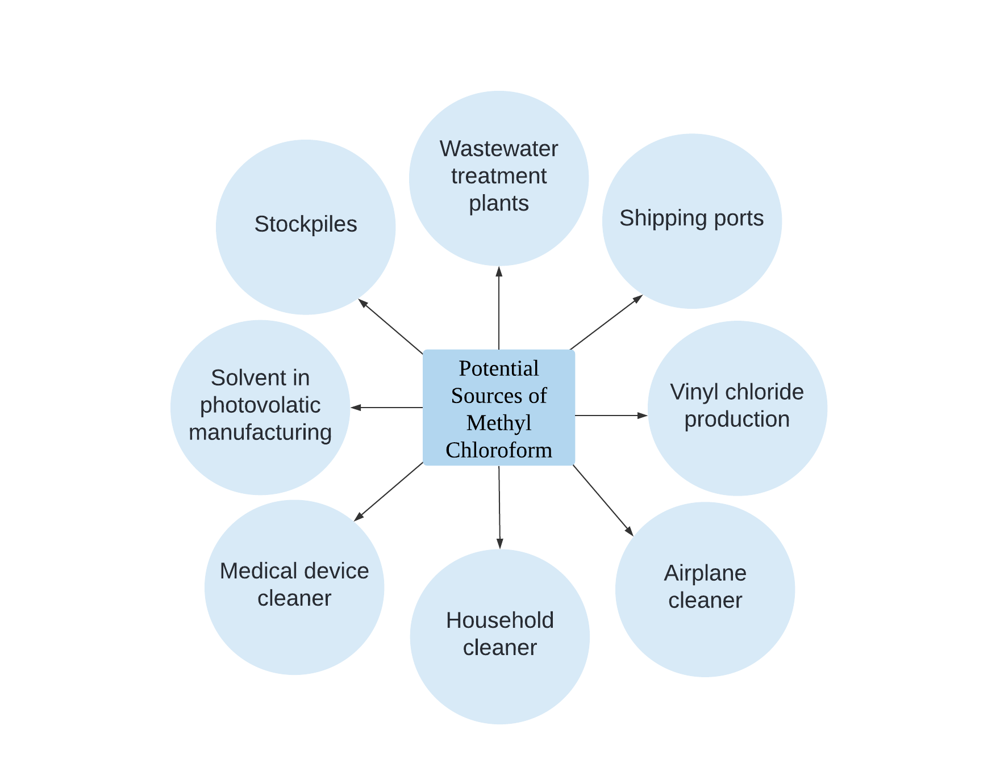 Wastewater
treatment
plants
Stockpiles
Shipping ports
Potential
Sources of
Methyl
Chloroform
Solvent in
photovolatic
manufacturing
Vinyl chloride
production
Medical device
cleaner
Household
cleaner
Airplane
cleaner